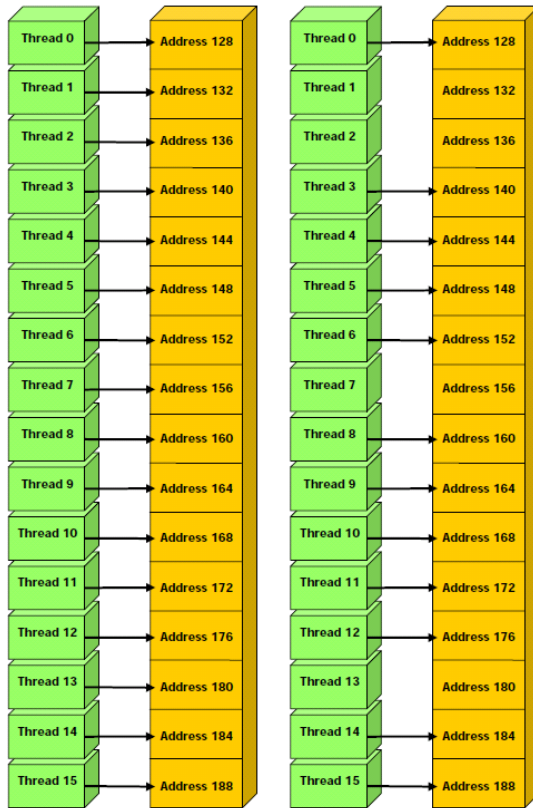 Thread 0 Address 128 Thread 0 Address 128
Thread 1 Address 132 Thread 1 Address 132
Thread 2 Address 136 Thread 2 Address 136
Thread 3 Address 140 Thread 3 Address 140
Thread 4 Address 144 Thread 4 Address 144
Thread 5 Address 148 Thread 5 Address 148
Thread 6 Address 152 Thread 6 Address 152
Thread 7 Address 156 Thread 7 Address 156
Thread 8 Address 160 Thread 8 Address 160
Thread 9 Address 164 Thread 9 Address 164
Thread 10 Address 168 Thread 10 Address 168
Thread 11 Address 172 Thread 11 Address 172
Thread 12 Address 176 Thread 12 Address 176
Thread 13 Address 180 Thread 13 Address 180
Thread 14 Address 184 Thread 14 Address 184
Thread 15 Address 188 Thread 15 Address 188